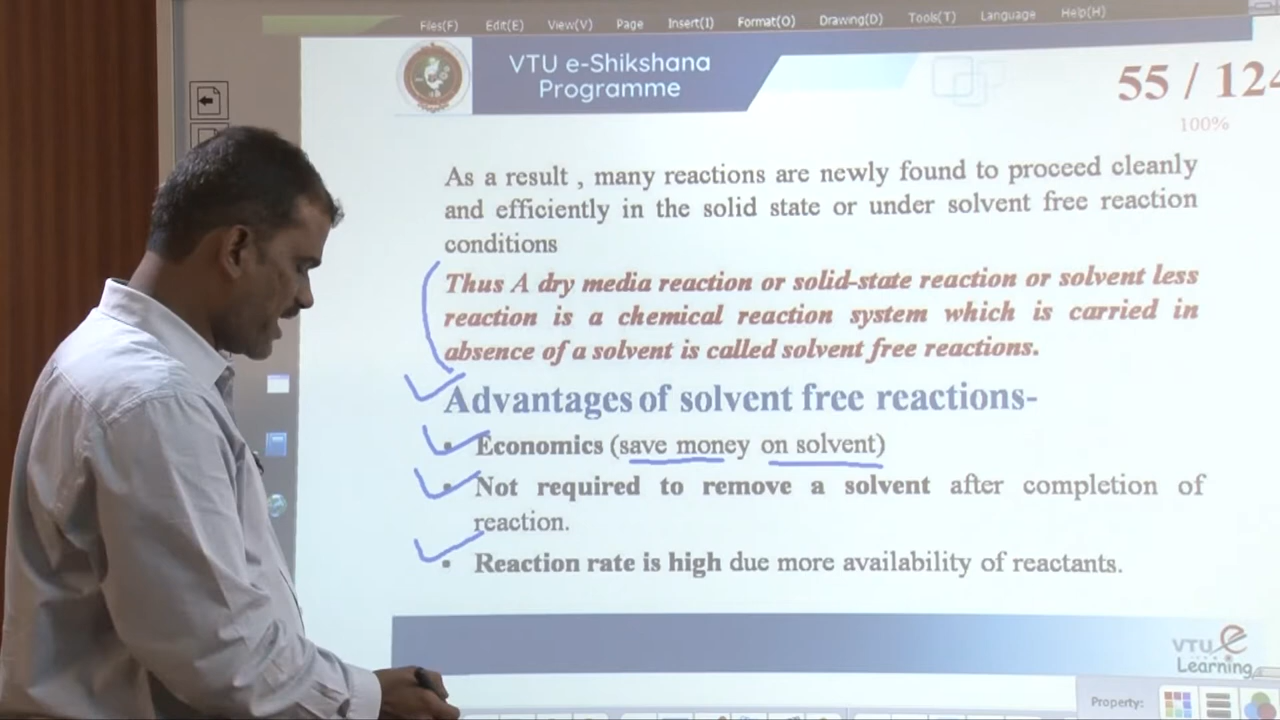 Files(F) Edit(E) View(V) Page Insert(I) Format(O) Drawing(D) Tools(T) Language Help(H)
VTU e-Shikshana
Programme
55 / 124
100%
As a result , many reactions are newly found to proceed cleanly
and efficiently in the solid state or under solvent free reaction
conditions
Thus A dry media reaction or solid-state reaction or solvent less
reaction is a chemical reaction system which is carried in
absence of a solvent is called solvent free reactions.
Advantages of solvent free reactions-
• Economics (save money on solvent)
• Not required to remove a solvent after completion of
reaction.
• Reaction rate is high due more availability of reactants.
VTU e
Learning
Property: